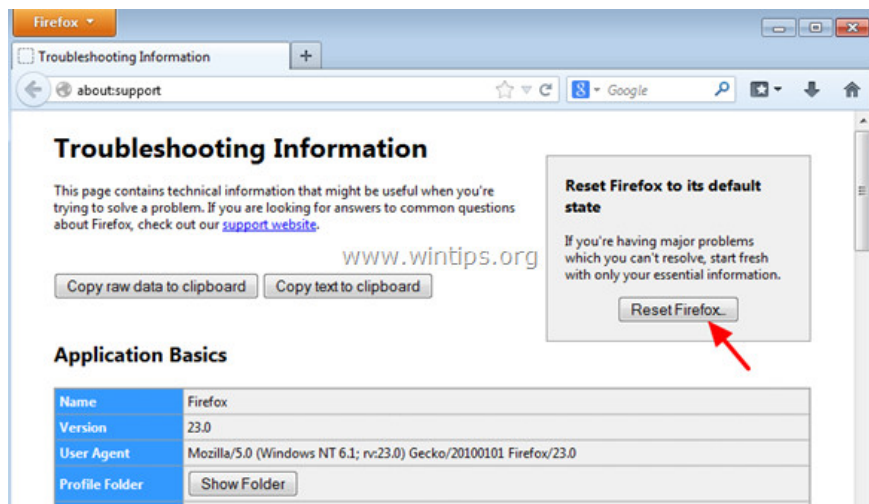 Firefox
Troubleshooting Information
about:support
Google
Troubleshooting Information
This page contains technical information that might be useful when you're
trying to solve a problem. If you are looking for answers to common questions
about Firefox, check out our support website.
Copy raw data to clipboard Copy text to clipboard
Reset Firefox to its default
state
If you're having major problems
which you can't resolve, start fresh
with only your essential information.
Reset Firefox..
www.wintips.org
Application Basics
Name Firefox
Version 23.0
User Agent Mozilla/5.0 (Windows NT 6.1; rv:23.0) Gecko/20100101 Firefox/23.0
Profile Folder Show Folder